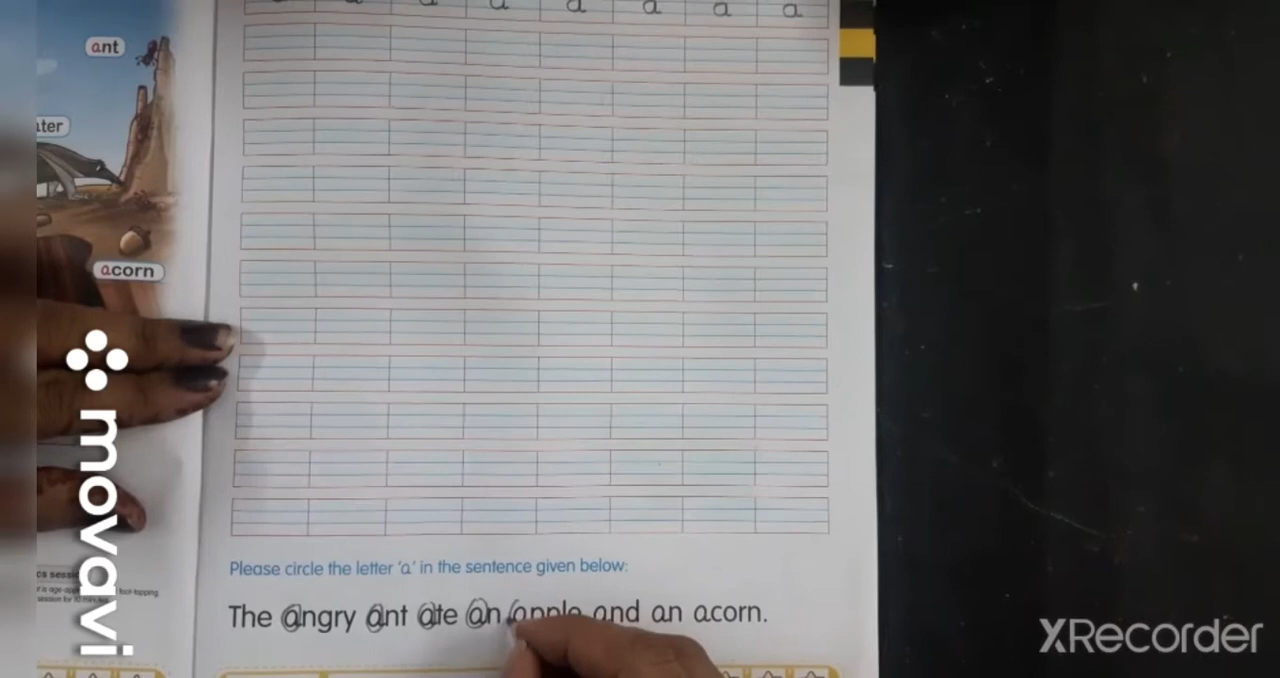 a a a a a a
ant
acorn
Please circle the letter 'a' in the sentence given below:
The angry ant ate an apple and an acorn.
movavi
XRecorder